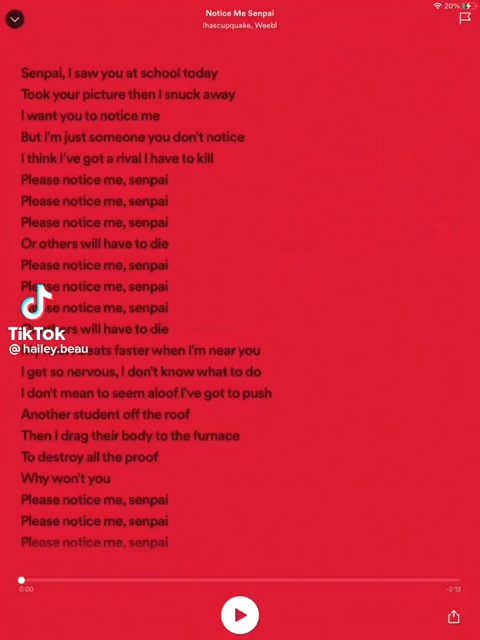 Notice Me Senpai
20%
Ihascupquake, Weebl
Senpai, I saw you at school today
Took your picture then I snuck away
I want you to notice me
But I'm just someone you don't notice
I think I've got a rival I have to kill
Please notice me, senpai
Please notice me, senpai
Please notice me, senpai
Or others will have to die
Please notice me, senpai
Please notice me, senpai
notice me, senpai
others will have to die
TikTok
@ hailey.beau
beats faster when I'm near you
I get so nervous, I don't know what to do
I don't mean to seem aloof I've got to push
Another student off the roof
Then I drag their body to the furnace
To destroy all the proof
Why won't you
Please notice me, senpai
Please notice me, senpai
Please notice me, senpai
0:00
-2:13